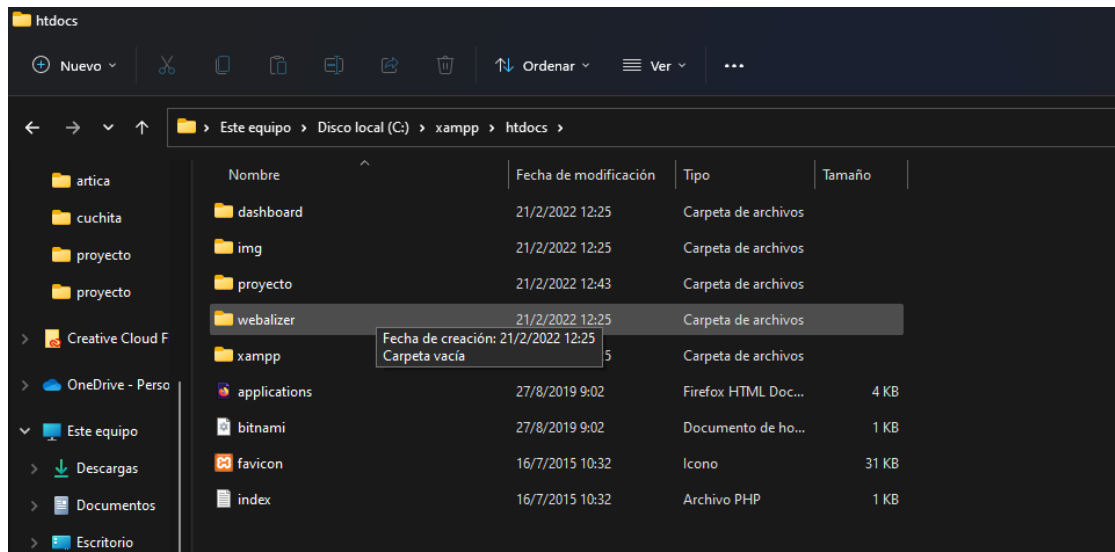 htdocs
Nuevo
Ordenar
Ver
Este equipo > Disco local (C:) > xampp > htdocs >
artica
cuchita
proyecto
proyecto
Creative Cloud F
OneDrive - Perso
Este equipo
Descargas
Documentos
Escritorio
Nombre Fecha de modificación Tipo Tamaño
dashboard 21/2/2022 12:25 Carpeta de archivos
img 21/2/2022 12:25 Carpeta de archivos
proyecto 21/2/2022 12:43 Carpeta de archivos
webalizer 21/2/2022 12:25 Carpeta de archivos
Fecha de creación: 21/2/2022 12:25
Carpeta vacía
xampp 5 Carpeta de archivos
applications 27/8/2019 9:02 Firefox HTML Doc... 4 KB
bitnami 27/8/2019 9:02 Documento de ho... 1 KB
favicon 16/7/2015 10:32 Icono 31 KB
index 16/7/2015 10:32 Archivo PHP 1 KB